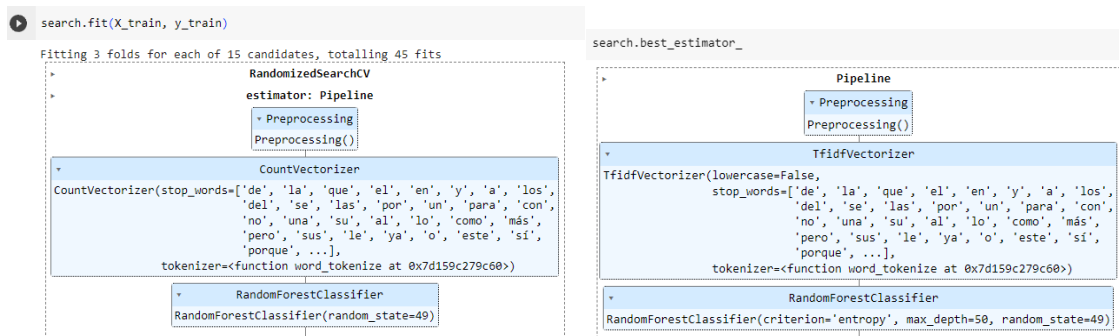 search.fit(X_train, y_train)
Fitting 3 folds for each of 15 candidates, totalling 45 fits
RandomizedSearchCV
estimator: Pipeline
Preprocessing
Preprocessing()
CountVectorizer
CountVectorizer(stop_words=['de', 'la', 'que', 'el', 'en', 'y', 'a', 'los',
'del', 'se', 'las', 'por', 'un', 'para', 'con',
'no', 'una', 'su', 'al', 'lo', 'como', 'más',
'pero', 'sus', 'le', 'ya', 'o', 'este', 'sí',
'porque', ...],
tokenizer=<function word_tokenize at 0x7d159c279c60>)
RandomForestClassifier
RandomForestClassifier(random_state=49)
search.best_estimator_
Pipeline
Preprocessing
Preprocessing()
TfidfVectorizer
TfidfVectorizer(lowercase=False,
stop_words=['de', 'la', 'que', 'el', 'en', 'y', 'a', 'los',
'del', 'se', 'las', 'por', 'un', 'para', 'con',
'no', 'una', 'su', 'al', 'lo', 'como', 'más',
'pero', 'sus', 'le', 'ya', 'o', 'este', 'sí',
'porque', ...],
tokenizer=<function word_tokenize at 0x7d159c279c60>)
RandomForestClassifier
RandomForestClassifier(criterion='entropy', max_depth=50, random_state=49)